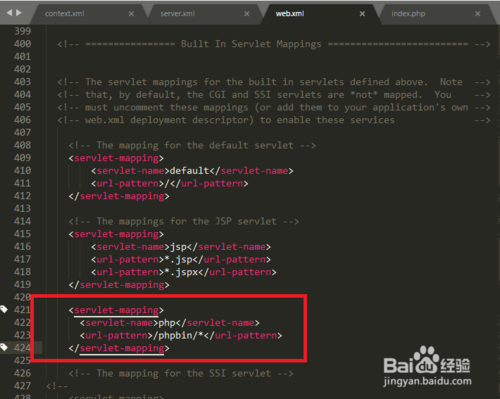 context.xml × server.xml × web.xml × index.php ×
399
400 <!-- ================ Built In Servlet Mappings ========================= -->
401
402
403 <!-- The servlet mappings for the built in servlets defined above.  Note -->
404 <!-- that, by default, the CGI and SSI servlets are *not* mapped.  You -->
405 <!-- must uncomment these mappings (or add them to your application's own -->
406 <!-- web.xml deployment descriptor) to enable these services -->
407
408 <!-- The mapping for the default servlet -->
409 <servlet-mapping>
410 <servlet-name>default</servlet-name>
411 <url-pattern>/</url-pattern>
412 </servlet-mapping>
413
414 <!-- The mappings for the JSP servlet -->
415 <servlet-mapping>
416 <servlet-name>jsp</servlet-name>
417 <url-pattern>*.jsp</url-pattern>
418 <url-pattern>*.jspx</url-pattern>
419 </servlet-mapping>
420
421 <servlet-mapping>
422 <servlet-name>php</servlet-name>
423 <url-pattern>/phpbin/*</url-pattern>
424 </servlet-mapping>
425
426 <!-- The mapping for the SSI servlet -->
427 <!--
428 <servlet-mapping>
Bai du 经验
jingyan.baidu.com